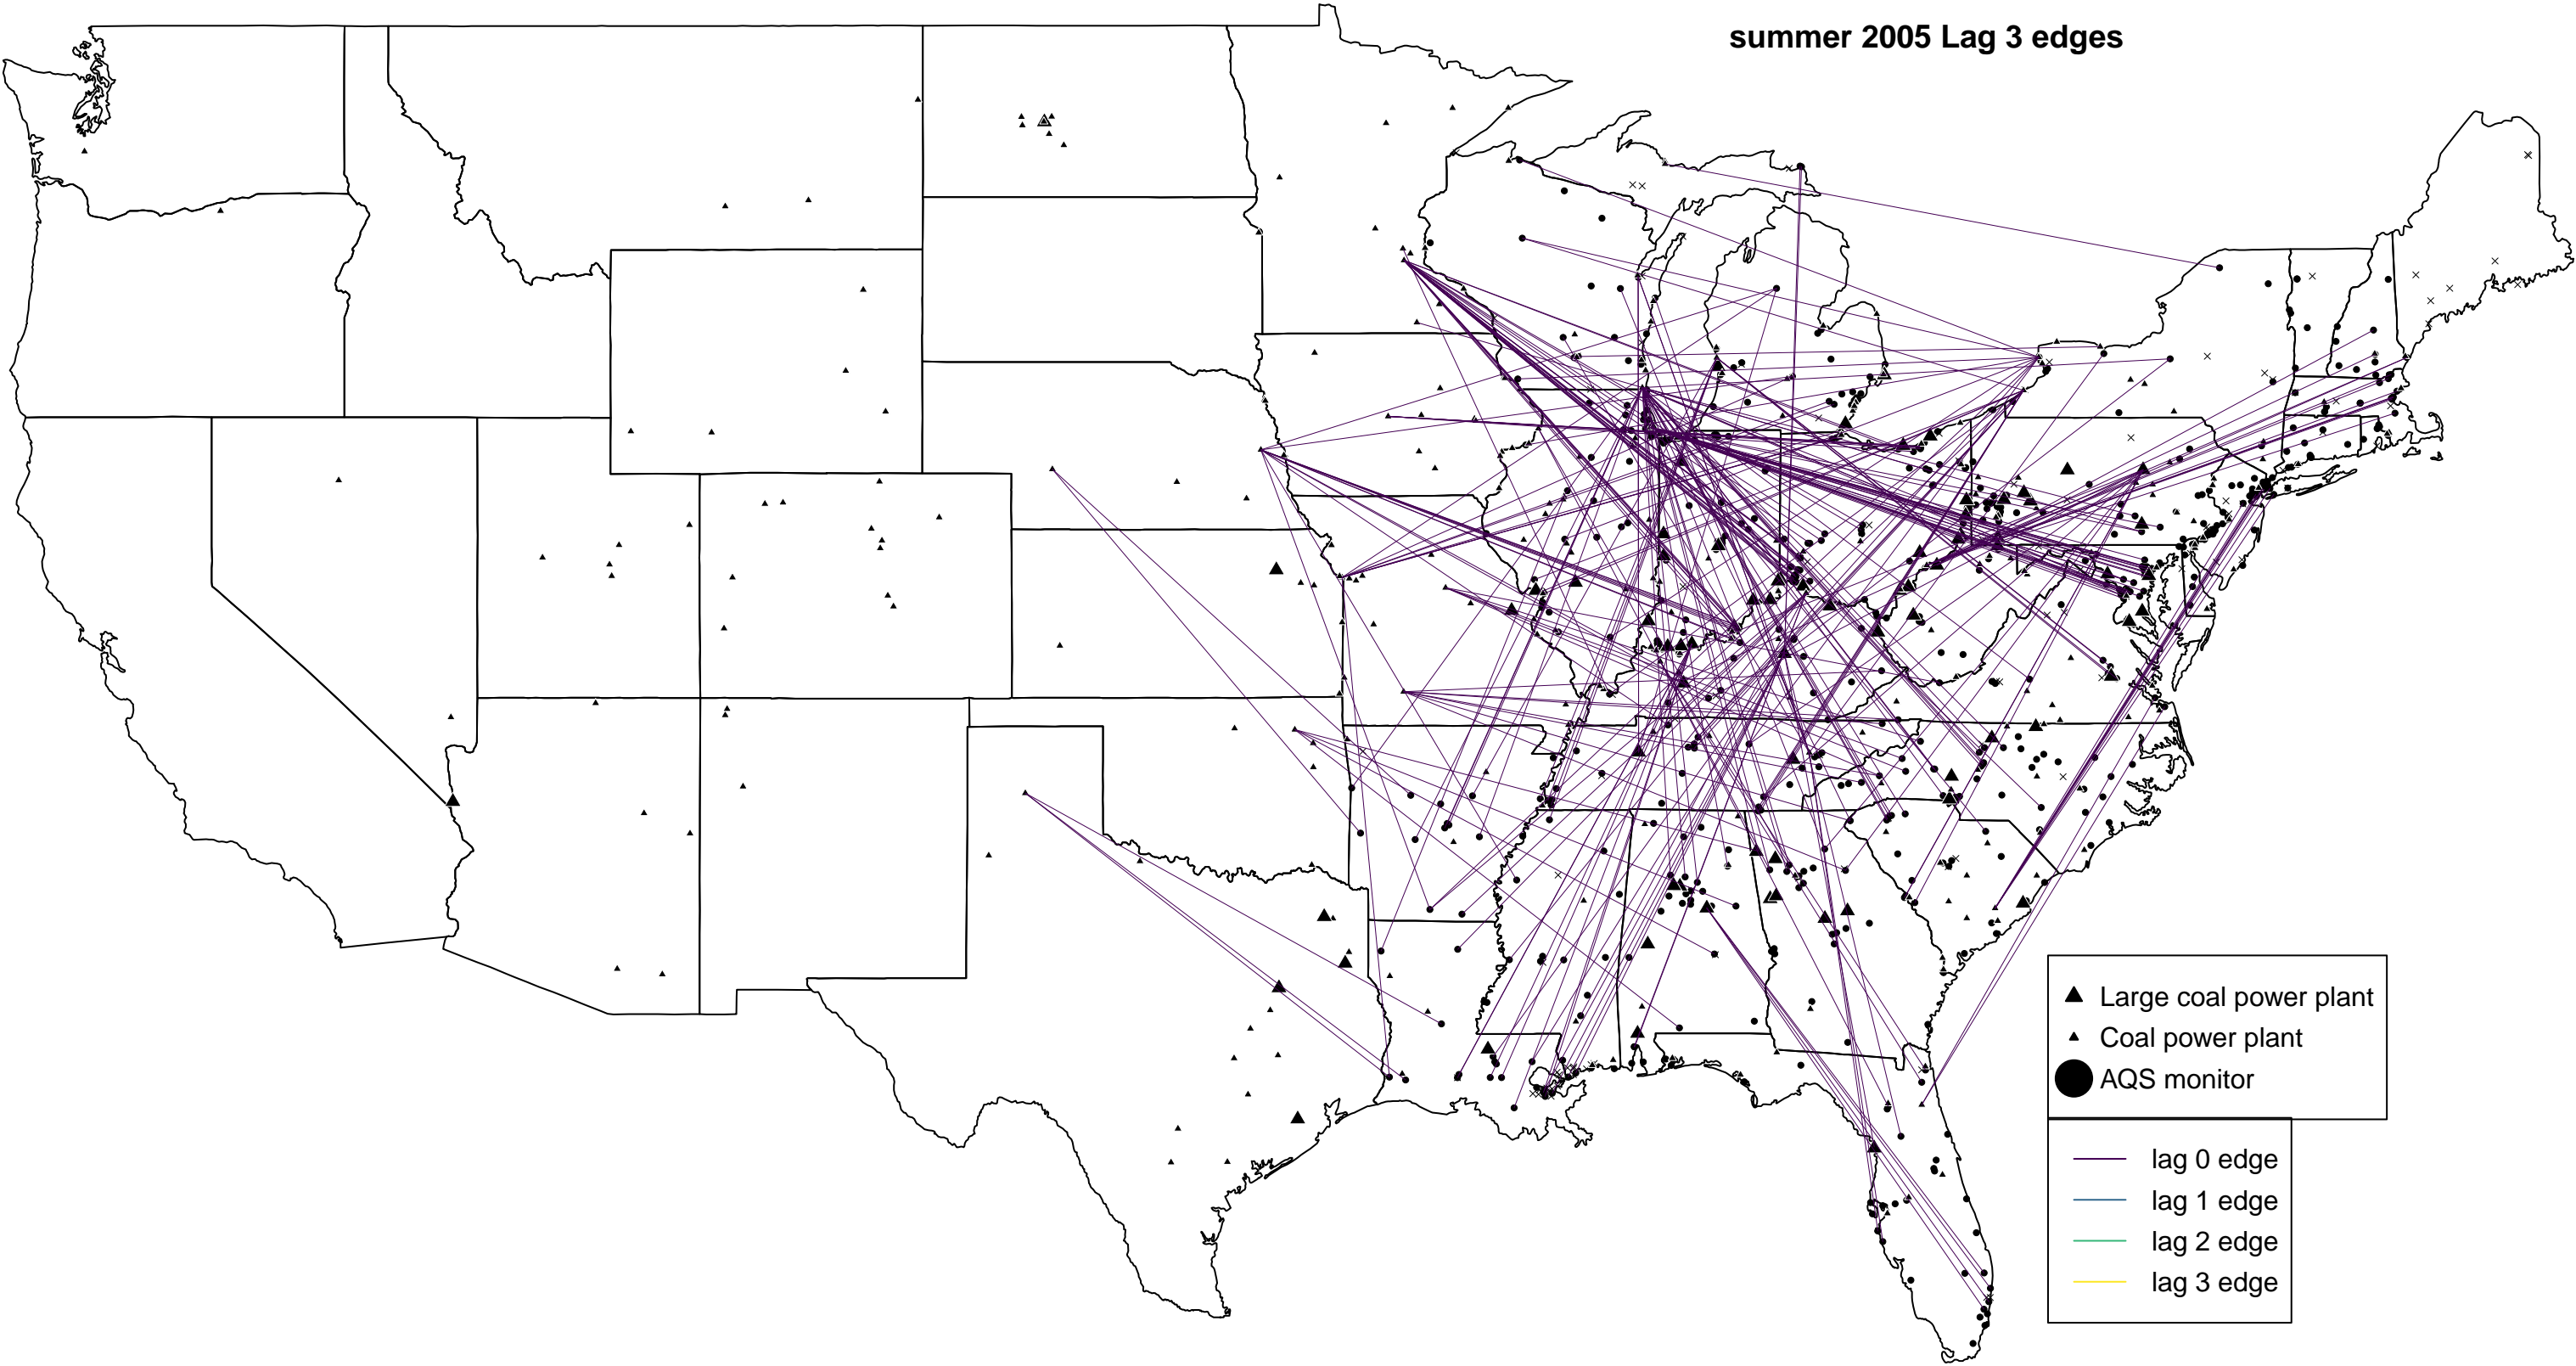 summer 2005 Lag 3 edges
Large coal power plant
Coal power plant
AQS monitor
lag 0 edge
lag 1 edge
lag 2 edge
lag 3 edge